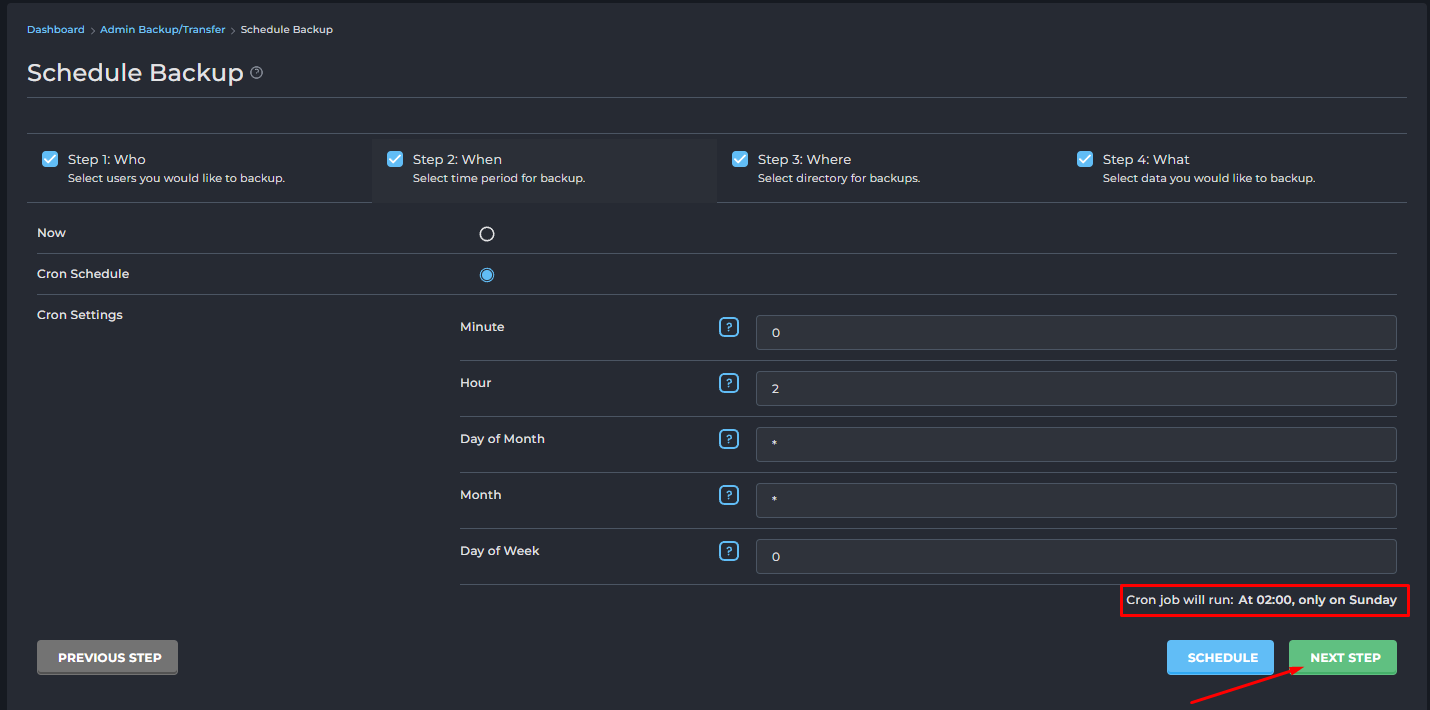 Dashboard > Admin Backup/Transfer > Schedule Backup
Schedule Backup ?
Step 1: Who
Select users you would like to backup.
Step 2: When
Select time period for backup.
Step 3: Where
Select directory for backups.
Step 4: What
Select data you would like to backup.
Now
Cron Schedule
Cron Settings
Minute ? 0
Hour ? 2
Day of Month ? *
Month ? *
Day of Week ? 0
Cron job will run: At 02:00, only on Sunday
PREVIOUS STEP
SCHEDULE
NEXT STEP